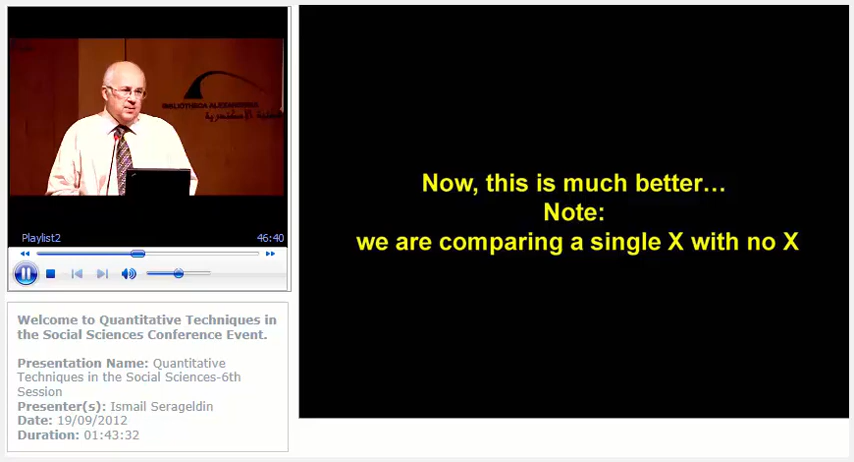 BIBLIOTHECA ALEXANDRINA
مكتبة الإسكندرية
Playlist2
46:40
Welcome to Quantitative Techniques in
the Social Sciences Conference Event.
Presentation Name: Quantitative
Techniques in the Social Sciences-6th
Session
Presenter(s): Ismail Serageldin
Date: 19/09/2012
Duration: 01:43:32
Now, this is much better...
Note:
we are comparing a single X with no X